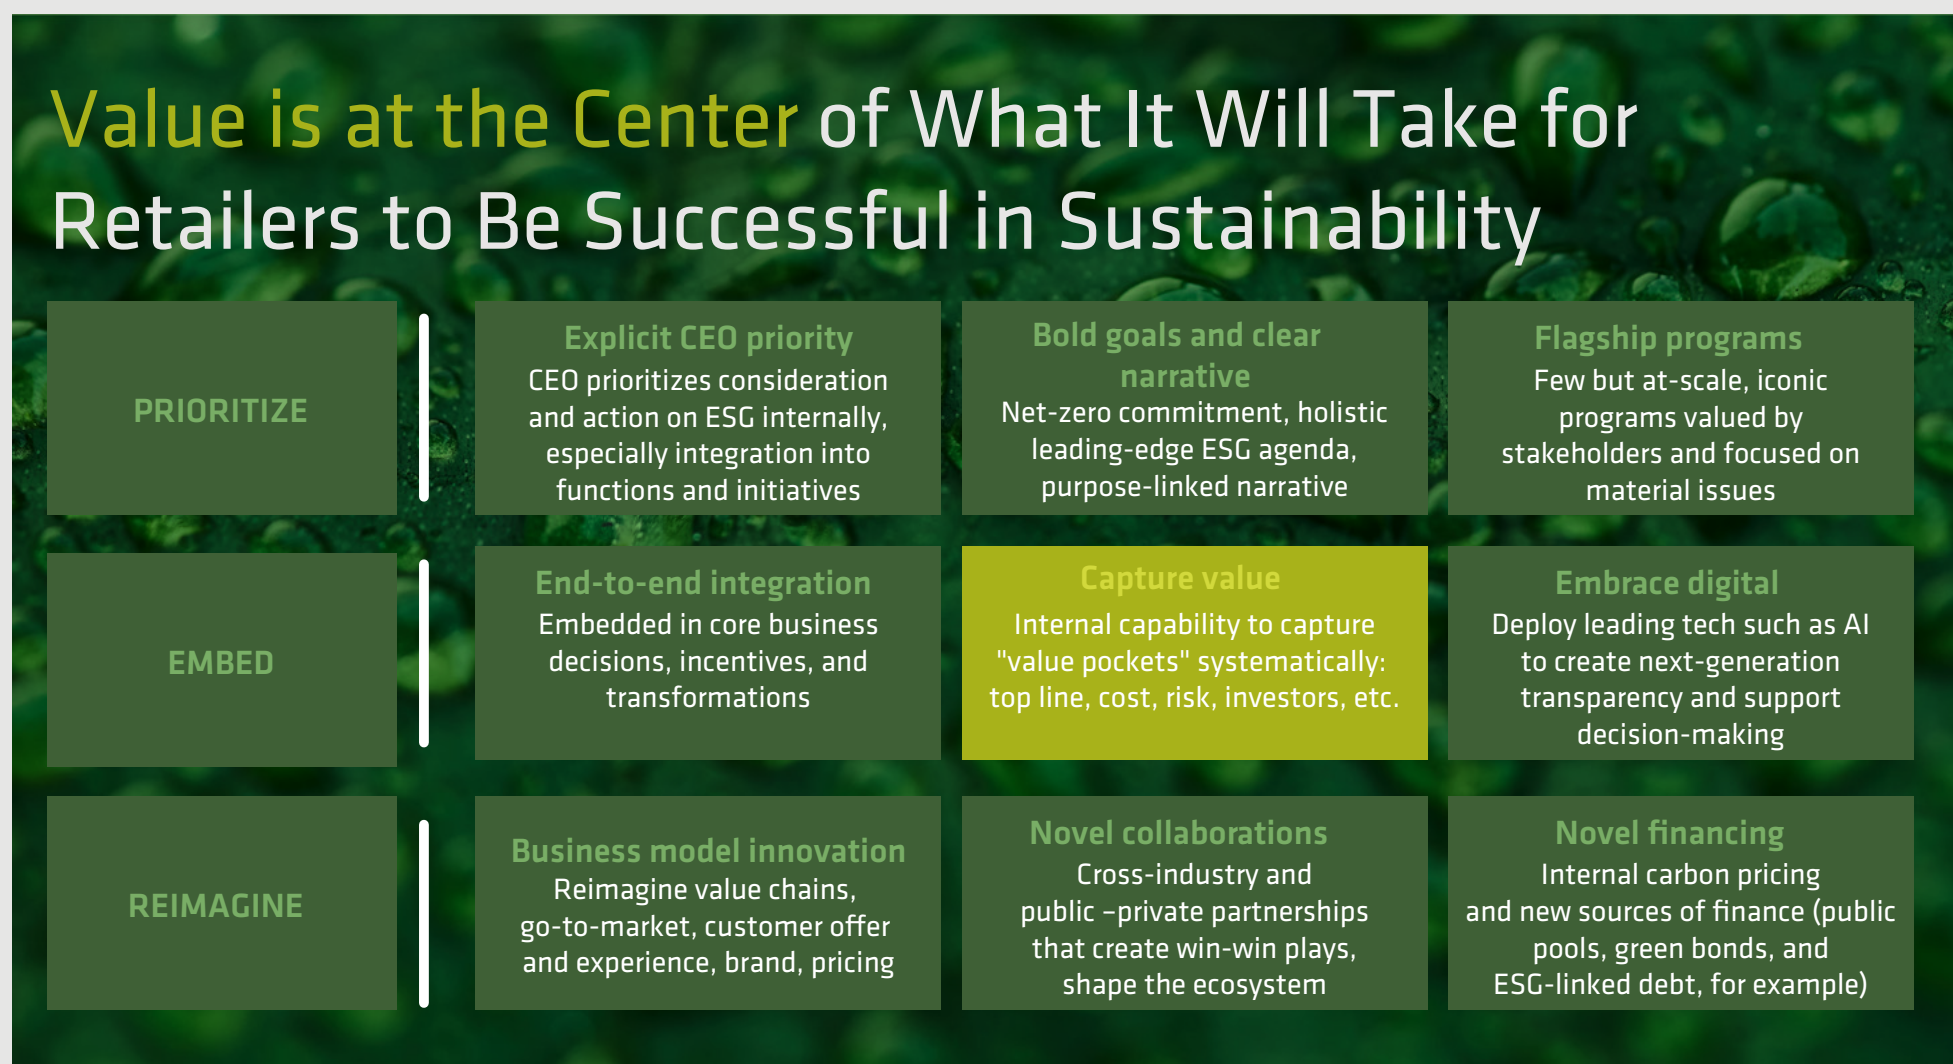 Value is at the Center of What It Will Take for
Retailers to Be Successful in Sustainability
PRIORITIZE
Explicit CEO priority
CEO prioritizes consideration
and action on ESG internally,
especially integration into
functions and initiatives
Bold goals and clear
narrative
Net-zero commitment, holistic
leading-edge ESG agenda,
purpose-linked narrative
Flagship programs
Few but at-scale, iconic
programs valued by
stakeholders and focused on
material issues
EMBED
End-to-end integration
Embedded in core business
decisions, incentives, and
transformations
Capture value
Internal capability to capture
"value pockets" systematically:
top line, cost, risk, investors, etc.
Embrace digital
Deploy leading tech such as AI
to create next-generation
transparency and support
decision-making
REIMAGINE
Business model innovation
Reimagine value chains,
go-to-market, customer offer
and experience, brand, pricing
Novel collaborations
Cross-industry and
public –private partnerships
that create win-win plays,
shape the ecosystem
Novel financing
Internal carbon pricing
and new sources of finance (public
pools, green bonds, and
ESG-linked debt, for example)